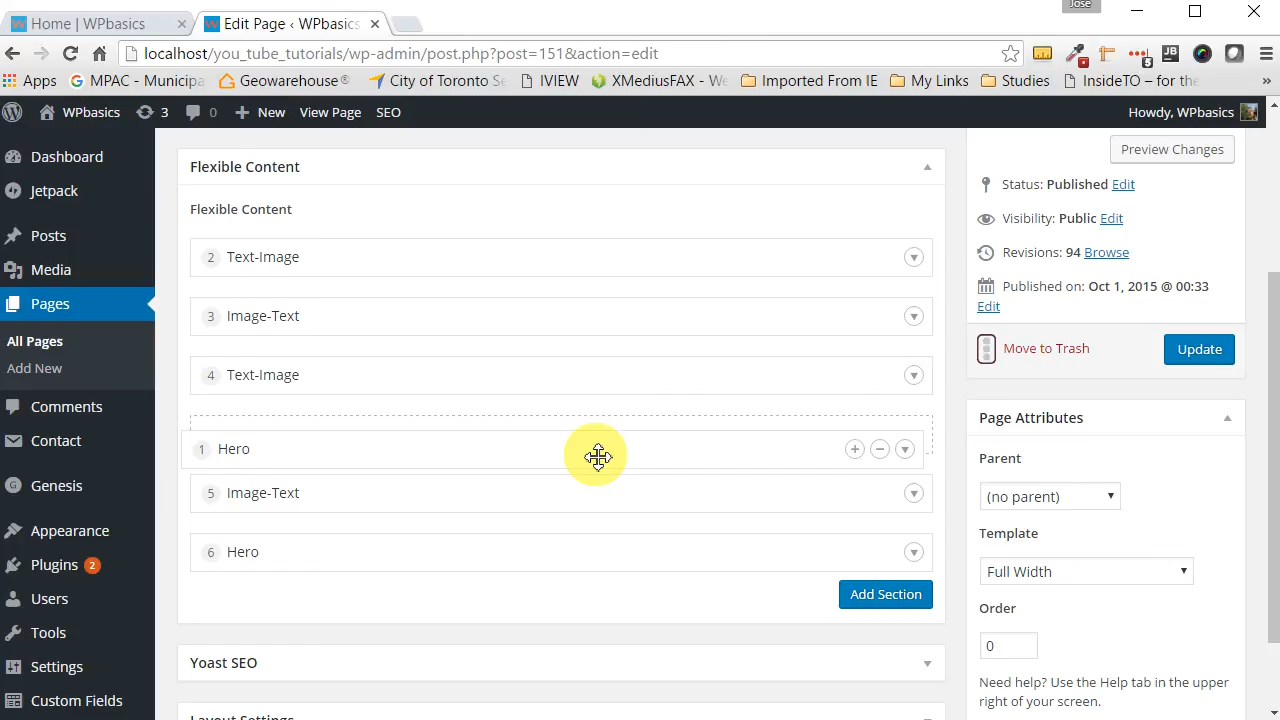 Jose
Home | WPbasics
Edit Page ‹ WPbasics
localhost/you_tube_tutorials/wp-admin/post.php?post=151&action=edit
Apps
MPAC - Municipa
Geowarehouse®
City of Toronto Se
IVIEW
XMediusFAX - We
Imported From IE
My Links
Studies
InsideTO – for the
»
WPbasics
3
0
New
View Page
SEO
Howdy, WPbasics
Dashboard
Jetpack
Posts
Media
Pages
All Pages
Add New
Comments
Contact
Genesis
Appearance
Plugins 2
Users
Tools
Settings
Custom Fields
Flexible Content
Flexible Content
2 Text-Image
3 Image-Text
4 Text-Image
1 Hero
5 Image-Text
6 Hero
Add Section
Yoast SEO
Layout Settings
Preview Changes
Status: Published Edit
Visibility: Public Edit
Revisions: 94 Browse
Published on: Oct 1, 2015 @ 00:33
Edit
Move to Trash
Update
Page Attributes
Parent
(no parent)
Template
Full Width
Order
0
Need help? Use the Help tab in the upper
right of your screen.